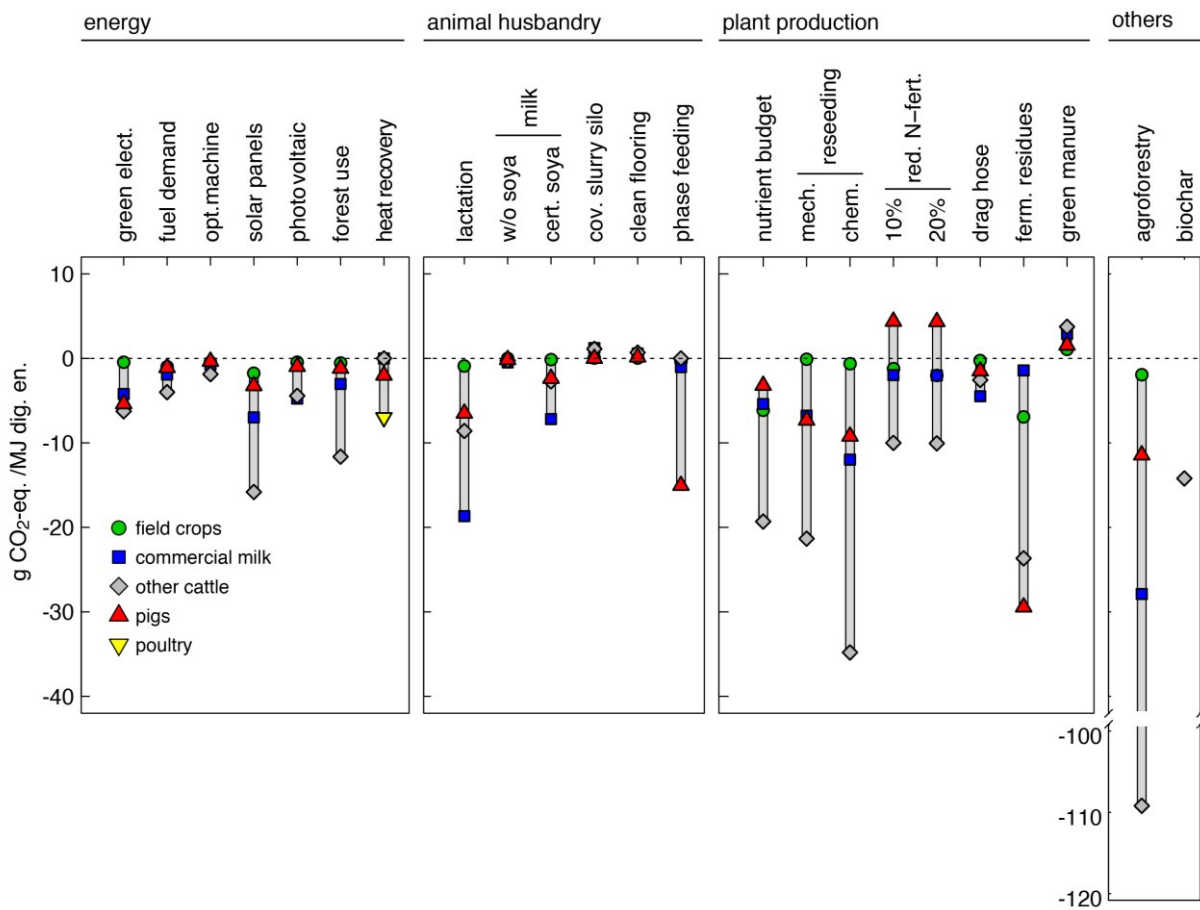 energy
animal husbandry
plant production
others
green elect.
fuel demand
opt.machine
solar panels
photovoltaic
forest use
heat recovery
lactation
milk
w/o soya
cert. soya
cov. slurry silo
clean flooring
phase feeding
nutrient budget
reseeding
mech.
chem.
red. N-fert.
10%
20%
drag hose
ferm. residues
green manure
agroforestry
biochar
g CO₂-eq. /MJ dig. en.
10
0
-10
-20
-30
-40
field crops
commercial milk
other cattle
pigs
poultry
-100
-110
-120